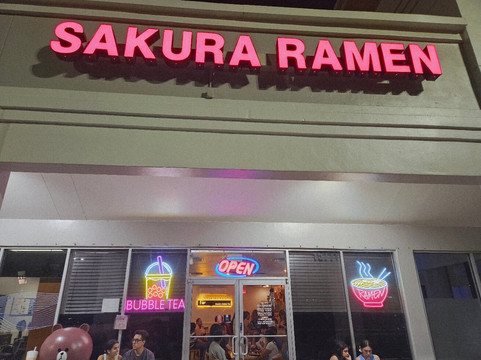 SAKURA RAMEN
OPEN
BUBBLE TEA
RAMEN